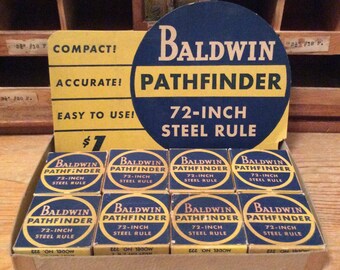 COMPACT!
ACCURATE!
EASY TO USE!
$1
BALDWIN
PATHFINDER
72-INCH
STEEL RULE
BALDWIN
PATHFINDER
72-INCH
STEEL RULE
BALDWIN
PATHFINDER
72-INCH
STEEL RULE
BALDWIN
PATHFINDER
72-INCH
STEEL RULE
BALDWIN
PATHFINDER
72-INCH
STEEL RULE
BALDWIN
PATHFINDER
72-INCH
STEEL RULE
BALDWIN
PATHFINDER
72-INCH
STEEL RULE
BALDWIN
PATHFINDER
72-INCH
STEEL RULE
BALDWIN
PATHFINDER
72-INCH
STEEL RULE